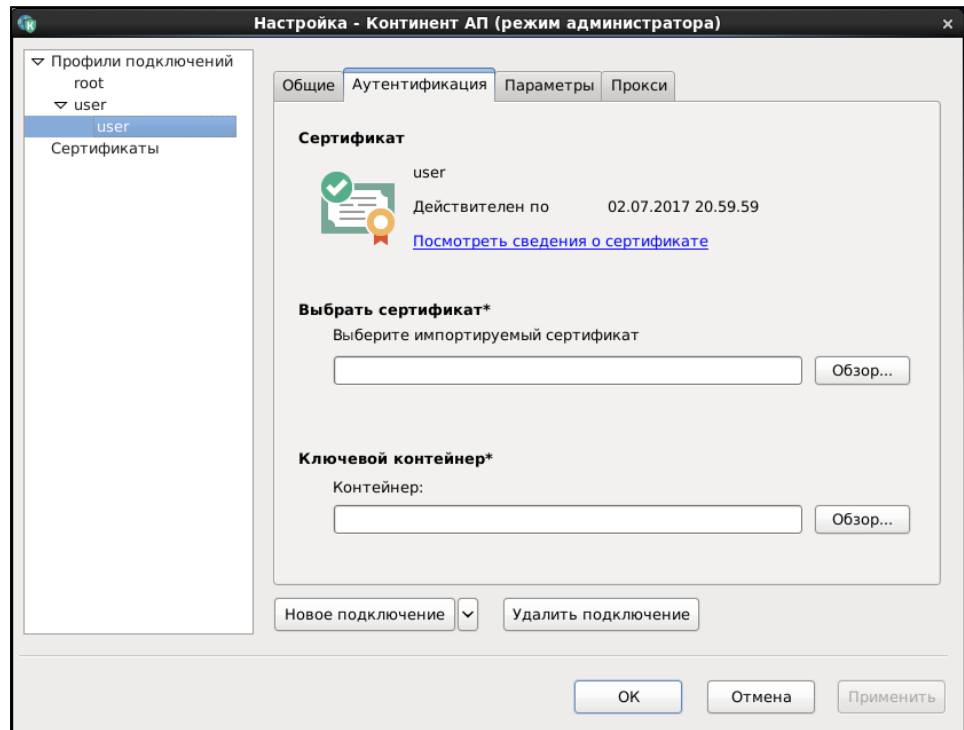 Настройка - Континент АП (режим администратора)
Профили подключений
root
user
user
Сертификаты
Общие Аутентификация Параметры Прокси
Сертификат
user
Действителен по 02.07.2017 20.59.59
Посмотреть сведения о сертификате
Выбрать сертификат*
Выберите импортируемый сертификат
Обзор...
Ключевой контейнер*
Контейнер:
Обзор...
Новое подключение Удалить подключение
ОК Отмена Применить